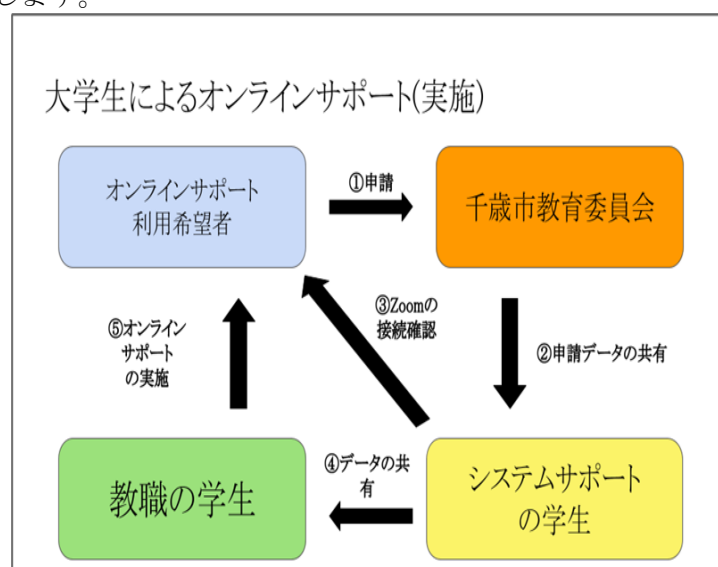 します。
大学生によるオンラインサポート(実施)
オンラインサポート
利用希望者
①申請
千歳市教育委員会
③Zoomの
接続確認
⑤オンライン
サポート
の実施
②申請データの共有
教職の学生
④データの共
有
システムサポート
の学生